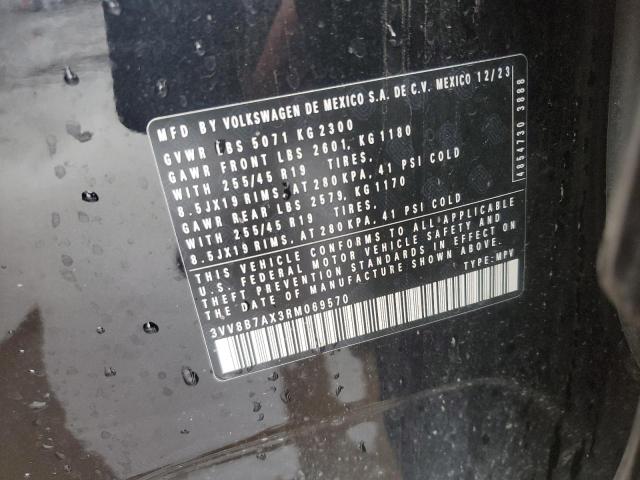 MFD BY VOLKSWAGEN DE MEXICO S.A. DE C.V. MEXICO 12/23
GVWR LBS 5071 KG 2300
GAWR FRONT LBS 2601, KG 1180
WITH 255/45 R19 TIRES,
8.5JX19 RIMS, AT 280 KPA, 41 PSI COLD
GAWR REAR LBS 2579, KG 1170
WITH 255/45 R19 TIRES,
8.5JX19 RIMS, AT 280 KPA, 41 PSI COLD
THIS VEHICLE CONFORMS TO ALL APPLICABLE
U.S. FEDERAL MOTOR VEHICLE SAFETY AND
THEFT PREVENTION STANDARDS IN EFFECT ON
THE DATE OF MANUFACTURE SHOWN ABOVE.
3VV8B7AX3RM069570 TYPE: MPV
4854730 3888